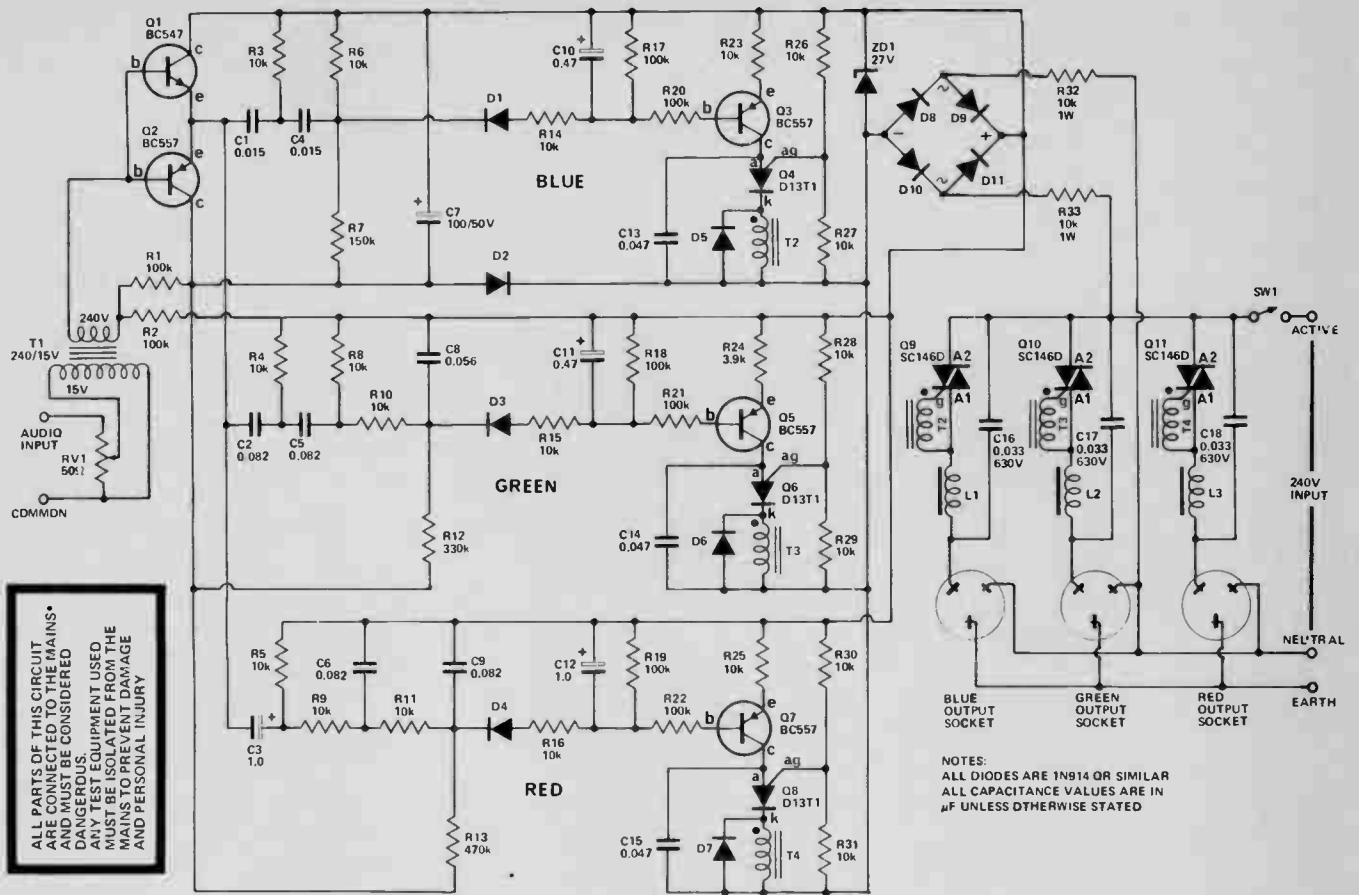 Q1
BC547
b
c
e
Q2
BC557
b
e
c
R3
10k
R6
10k
C1
0.015
C4
0.015
R7
150k
+
C7
100/50V
D1
R14
10k
D2
BLUE
C10
0.47
+
R17
100k
R20
100k
R23
10k
R26
10k
b
e
c
Q3
BC557
a
ag
k
Q4
D13T1
C13
0.047
D5
T2
R27
10k
ZD1
27V
~
~
–
+
D8
D9
D10
D11
R32
10k
1W
R33
10k
1W
R1
100k
R2
100k
240V
T1
240/15V
15V
AUDIO
INPUT
RV1
50Ω
COMMON
R4
10k
R8
10k
R10
10k
C2
0.082
C5
0.082
C8
0.056
R12
330k
D3
R15
10k
GREEN
C11
0.47
+
R18
100k
R21
100k
R24
3.9k
R28
10k
b
e
c
Q5
BC557
a
ag
k
Q6
D13T1
C14
0.047
D6
T3
R29
10k
R5
10k
C3
1.0
+
R9
10k
C6
0.082
R11
10k
C9
0.082
R13
470k
D4
R16
10k
RED
C12
1.0
+
R19
100k
R22
100k
R25
10k
R30
10k
b
e
c
Q7
BC557
a
ag
k
Q8
D13T1
C15
0.047
D7
T4
R31
10k
SW1
ACTIVE
Q9
SC146D
A2
A1
g
T2
L1
C16
0.033
630V
Q10
SC146D
A2
A1
g
T3
L2
C17
0.033
630V
Q11
SC146D
A2
A1
g
T4
L3
C18
0.033
630V
240V
INPUT
NEUTRAL
EARTH
BLUE
OUTPUT
SOCKET
GREEN
OUTPUT
SOCKET
RED
OUTPUT
SOCKET
NOTES:
ALL DIODES ARE 1N914 OR SIMILAR
ALL CAPACITANCE VALUES ARE IN
µF UNLESS OTHERWISE STATED
ALL PARTS OF THIS CIRCUIT
ARE CONNECTED TO THE MAINS•
AND MUST BE CONSIDERED
DANGEROUS.
ANY TEST EQUIPMENT USED
MUST BE ISOLATED FROM THE
MAINS TO PREVENT DAMAGE
AND PERSONAL INJURY